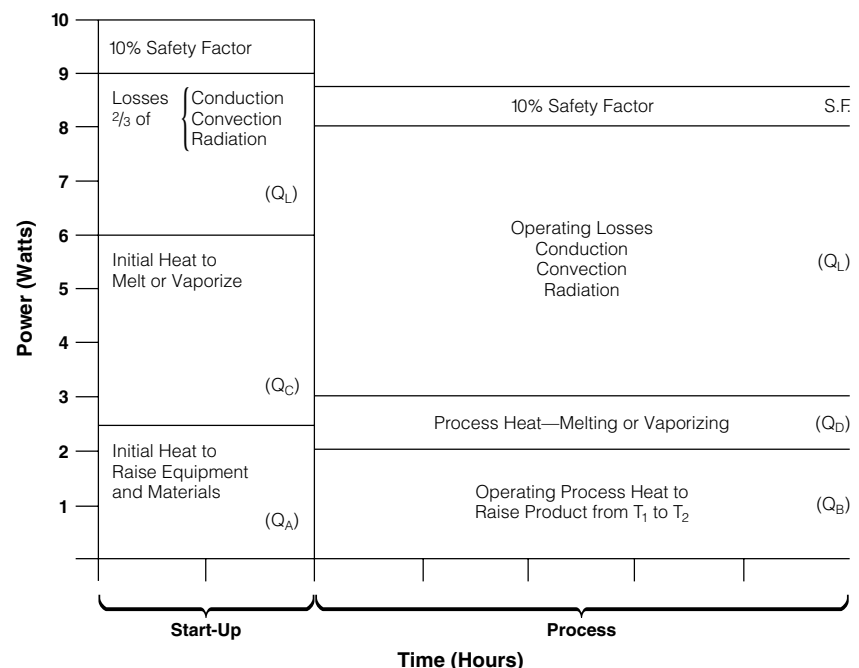 Power (Watts)
10
9
8
7
6
5
4
3
2
1
10% Safety Factor
Losses
2/3 of
Conduction
Convection
Radiation
(QL)
Initial Heat to
Melt or Vaporize
(QC)
Initial Heat to
Raise Equipment
and Materials
(QA)
10% Safety Factor
S.F.
Operating Losses
Conduction
Convection
Radiation
(QL)
Process Heat—Melting or Vaporizing
(QD)
Operating Process Heat to
Raise Product from T1 to T2
(QB)
Start-Up
Process
Time (Hours)